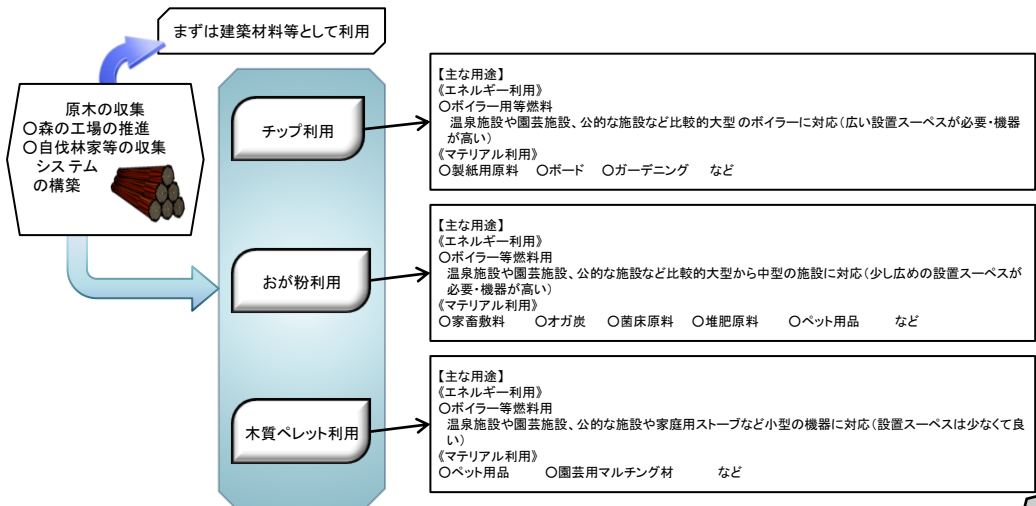 まずは建築材料等として利用
原木の収集
○森の工場の推進
○自伐林家等の収集
システム
の構築
チップ利用
【主な用途】
《エネルギー利用》
○ボイラー用等燃料
温泉施設や園芸施設、公的な施設など比較的大型のボイラーに対応(広い設置スーペスが必要・機器
が高い)
《マテリアル利用》
○製紙用原料 ○ボード ○ガーデニング など
おが粉利用
【主な用途】
《エネルギー利用》
○ボイラー等燃料用
温泉施設や園芸施設、公的な施設など比較的大型から中型の施設に対応(少し広めの設置スーペスが
必要・機器が高い)
《マテリアル利用》
○家畜敷料 ○オガ炭 ○菌床原料 ○堆肥原料 ○ペット用品 など
木質ペレット利用
【主な用途】
《エネルギー利用》
○ボイラー等燃料用
温泉施設や園芸施設、公的な施設や家庭用ストーブなど小型の機器に対応(設置スーペスは少なくて良
い)
《マテリアル利用》
○ペット用品 ○園芸用マルチング材 など